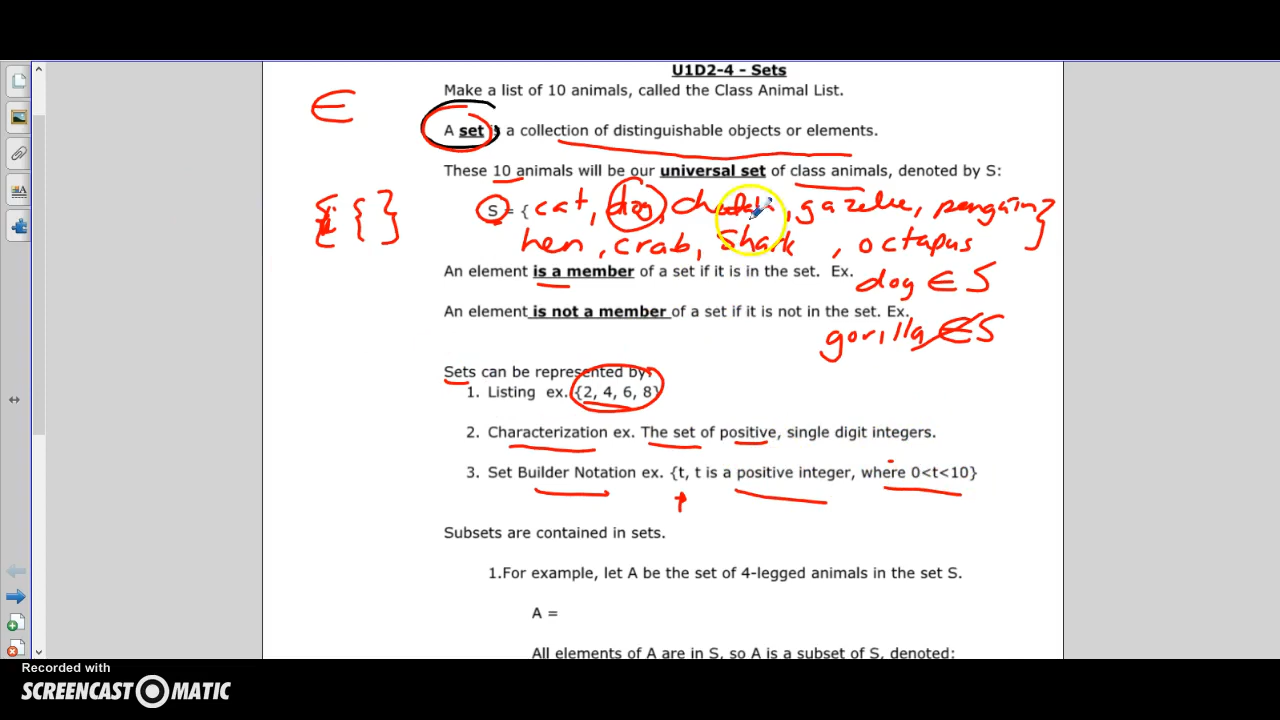 U1D2-4 - Sets
Make a list of 10 animals, called the Class Animal List.
∈
A set is a collection of distinguishable objects or elements.
These 10 animals will be our universal set of class animals, denoted by S:
{ { }
S = { cat, dog, , gazelle, penguin
hen, crab, shark, octapus }
An element is a member of a set if it is in the set. Ex.
dog ∈ S
An element is not a member of a set if it is not in the set. Ex.
gorilla ∉ S
Sets can be represented by:
1. Listing ex. {2, 4, 6, 8}
2. Characterization ex. The set of positive, single digit integers.
3. Set Builder Notation ex. {t, t is a positive integer, where 0<t<10}
Subsets are contained in sets.
1.For example, let A be the set of 4-legged animals in the set S.
A =
All elements of A are in S, so A is a subset of S, denoted:
Recorded with
SCREENCAST MATIC